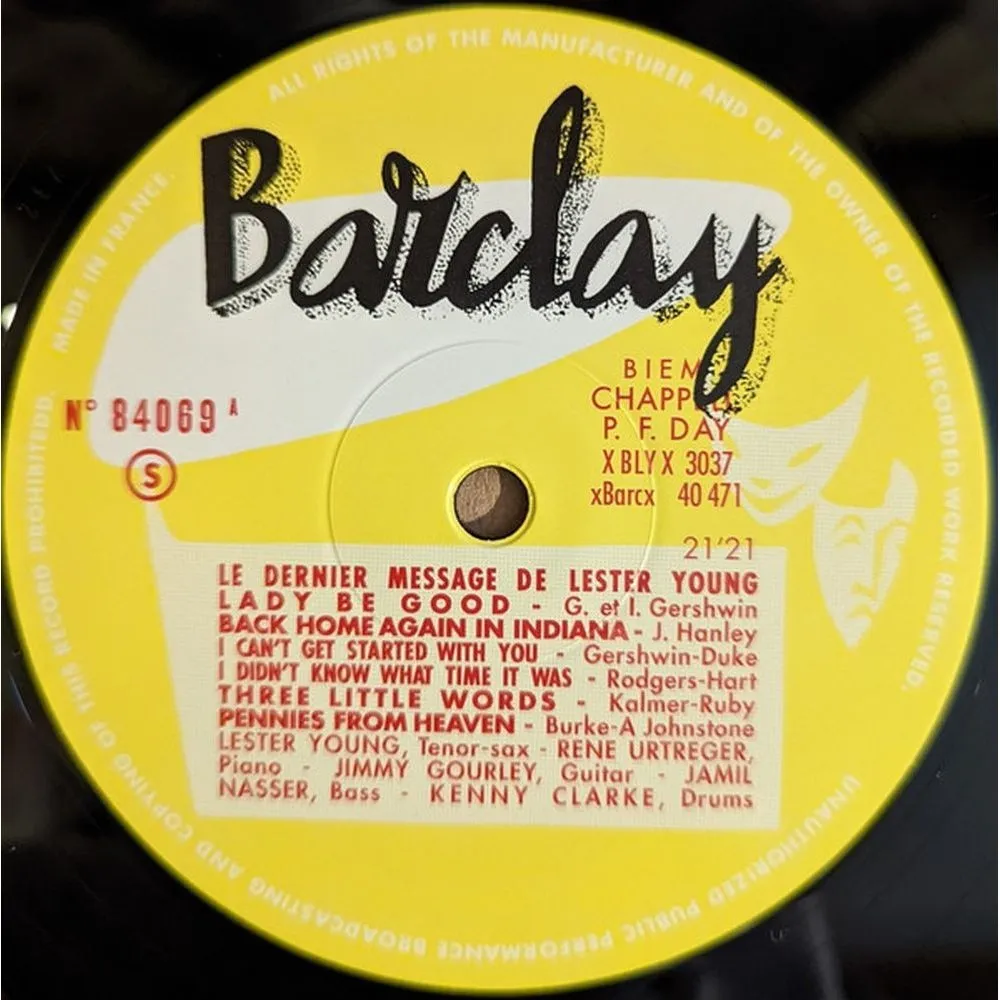 ALL RIGHTS OF THE MANUFACTURER AND OF THE OWNER OF THE RECORDED WORK RESERVED.
MADE IN FRANCE.
Barclay
BIEM
CHAPPELL
P. F. DAY
X BLY X 3037
xBarcx 40 471
N° 84069 A
S
21'21
LE DERNIER MESSAGE DE LESTER YOUNG
LADY BE GOOD - G. et I. Gershwin
BACK HOME AGAIN IN INDIANA - J. Hanley
I CAN'T GET STARTED WITH YOU - Gershwin-Duke
I DIDN'T KNOW WHAT TIME IT WAS - Rodgers-Hart
THREE LITTLE WORDS - Kalmer-Ruby
PENNIES FROM HEAVEN - Burke-A Johnstone
LESTER YOUNG, Tenor-sax - RENE URTREGER,
Piano - JIMMY GOURLEY, Guitar - JAMIL
NASSER, Bass - KENNY CLARKE, Drums
UNAUTHORIZED PUBLIC PERFORMANCE BROADCASTING AND COPYING OF THIS RECORD PROHIBITEDD.